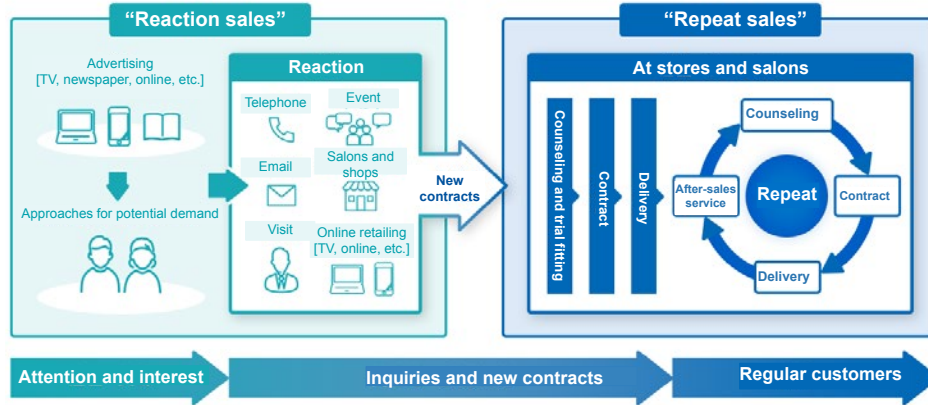 “Reaction sales”
Advertising
[TV, newspaper, online, etc.]
Approaches for potential demand
Reaction
Telephone
Event
Email
Salons and
shops
Visit
Online retailing
[TV, online, etc.]
New
contracts
“Repeat sales”
At stores and salons
Counseling and trial fitting
Contract
Delivery
Counseling
Contract
Delivery
After-sales
service
Repeat
Attention and interest
Inquiries and new contracts
Regular customers